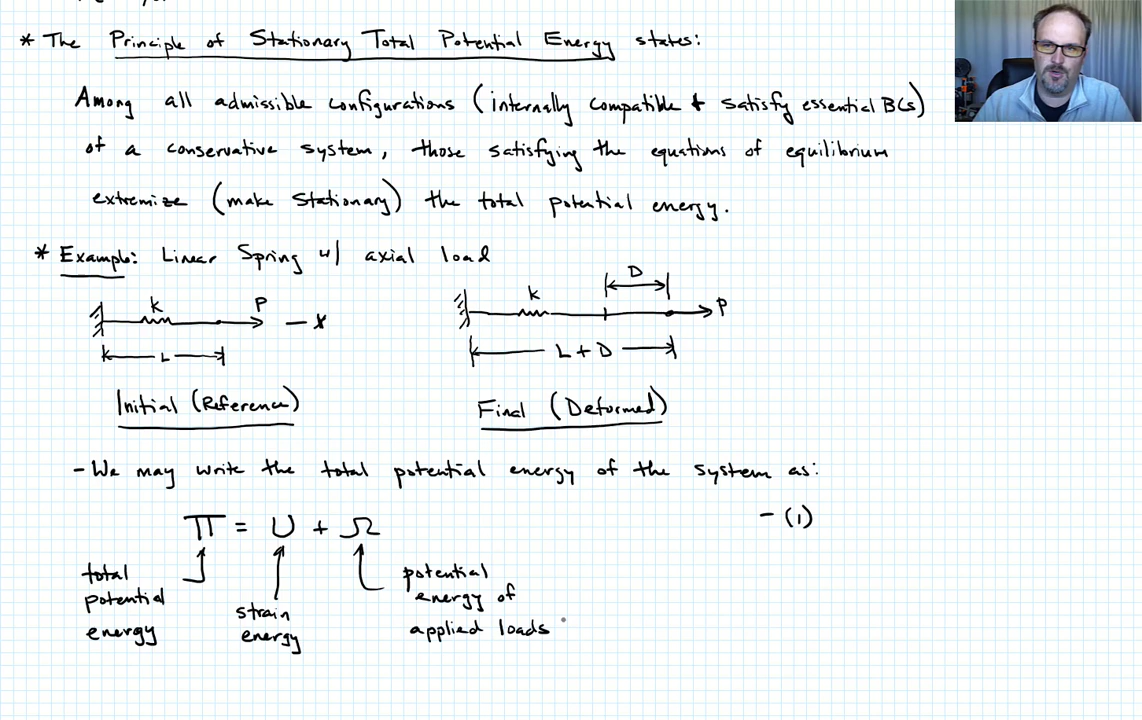 * The Principle of Stationary Total Potential Energy states:
Among all admissible configurations (internally compatible + satisfy essential BCs)
of a conservative system, those satisfying the equations of equilibrium
extremize (make stationary) the total potential energy.
* Example: Linear Spring w/ axial load
D
k P — x
k P
L
L + D
Initial (Reference)
Final (Deformed)
- We may write the total potential energy of the system as:
Π = U + Ω - (1)
total
potential
energy
strain
energy
potential
energy of
applied loads